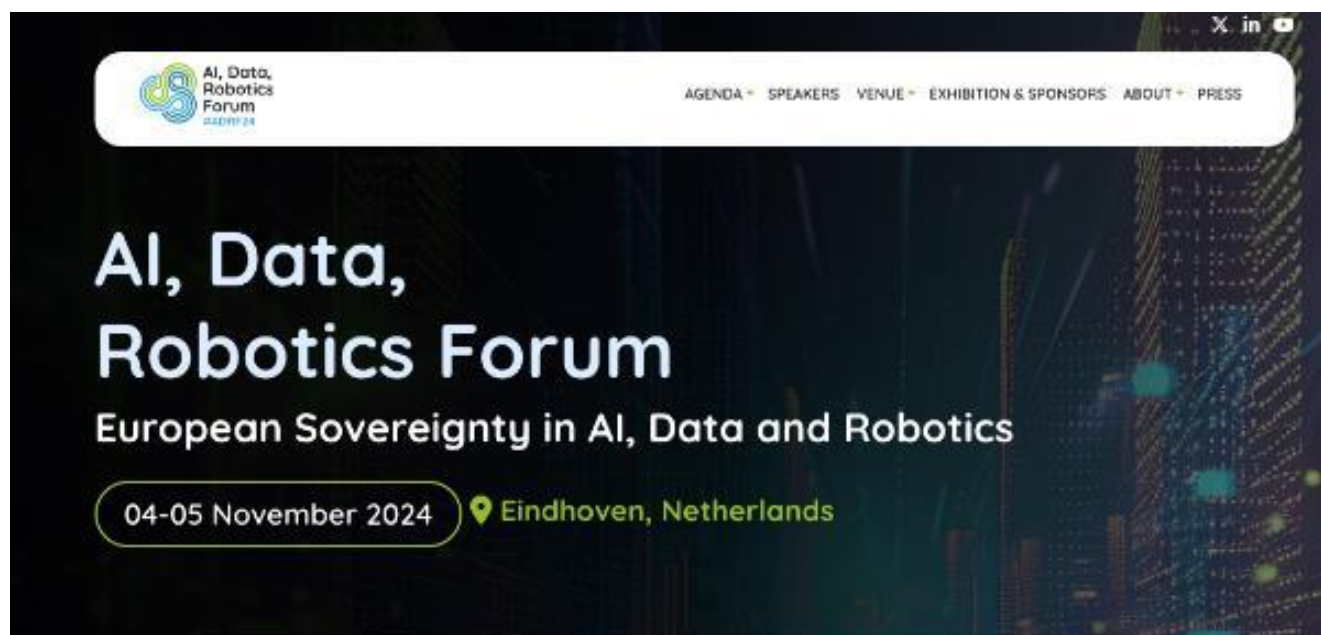 in
AI, Data,
Robotics
Forum
#ADRF24
AGENDA SPEAKERS VENUE EXHIBITION & SPONSORS ABOUT PRESS
AI, Data,
Robotics Forum
European Sovereignty in AI, Data and Robotics
04-05 November 2024 Eindhoven, Netherlands